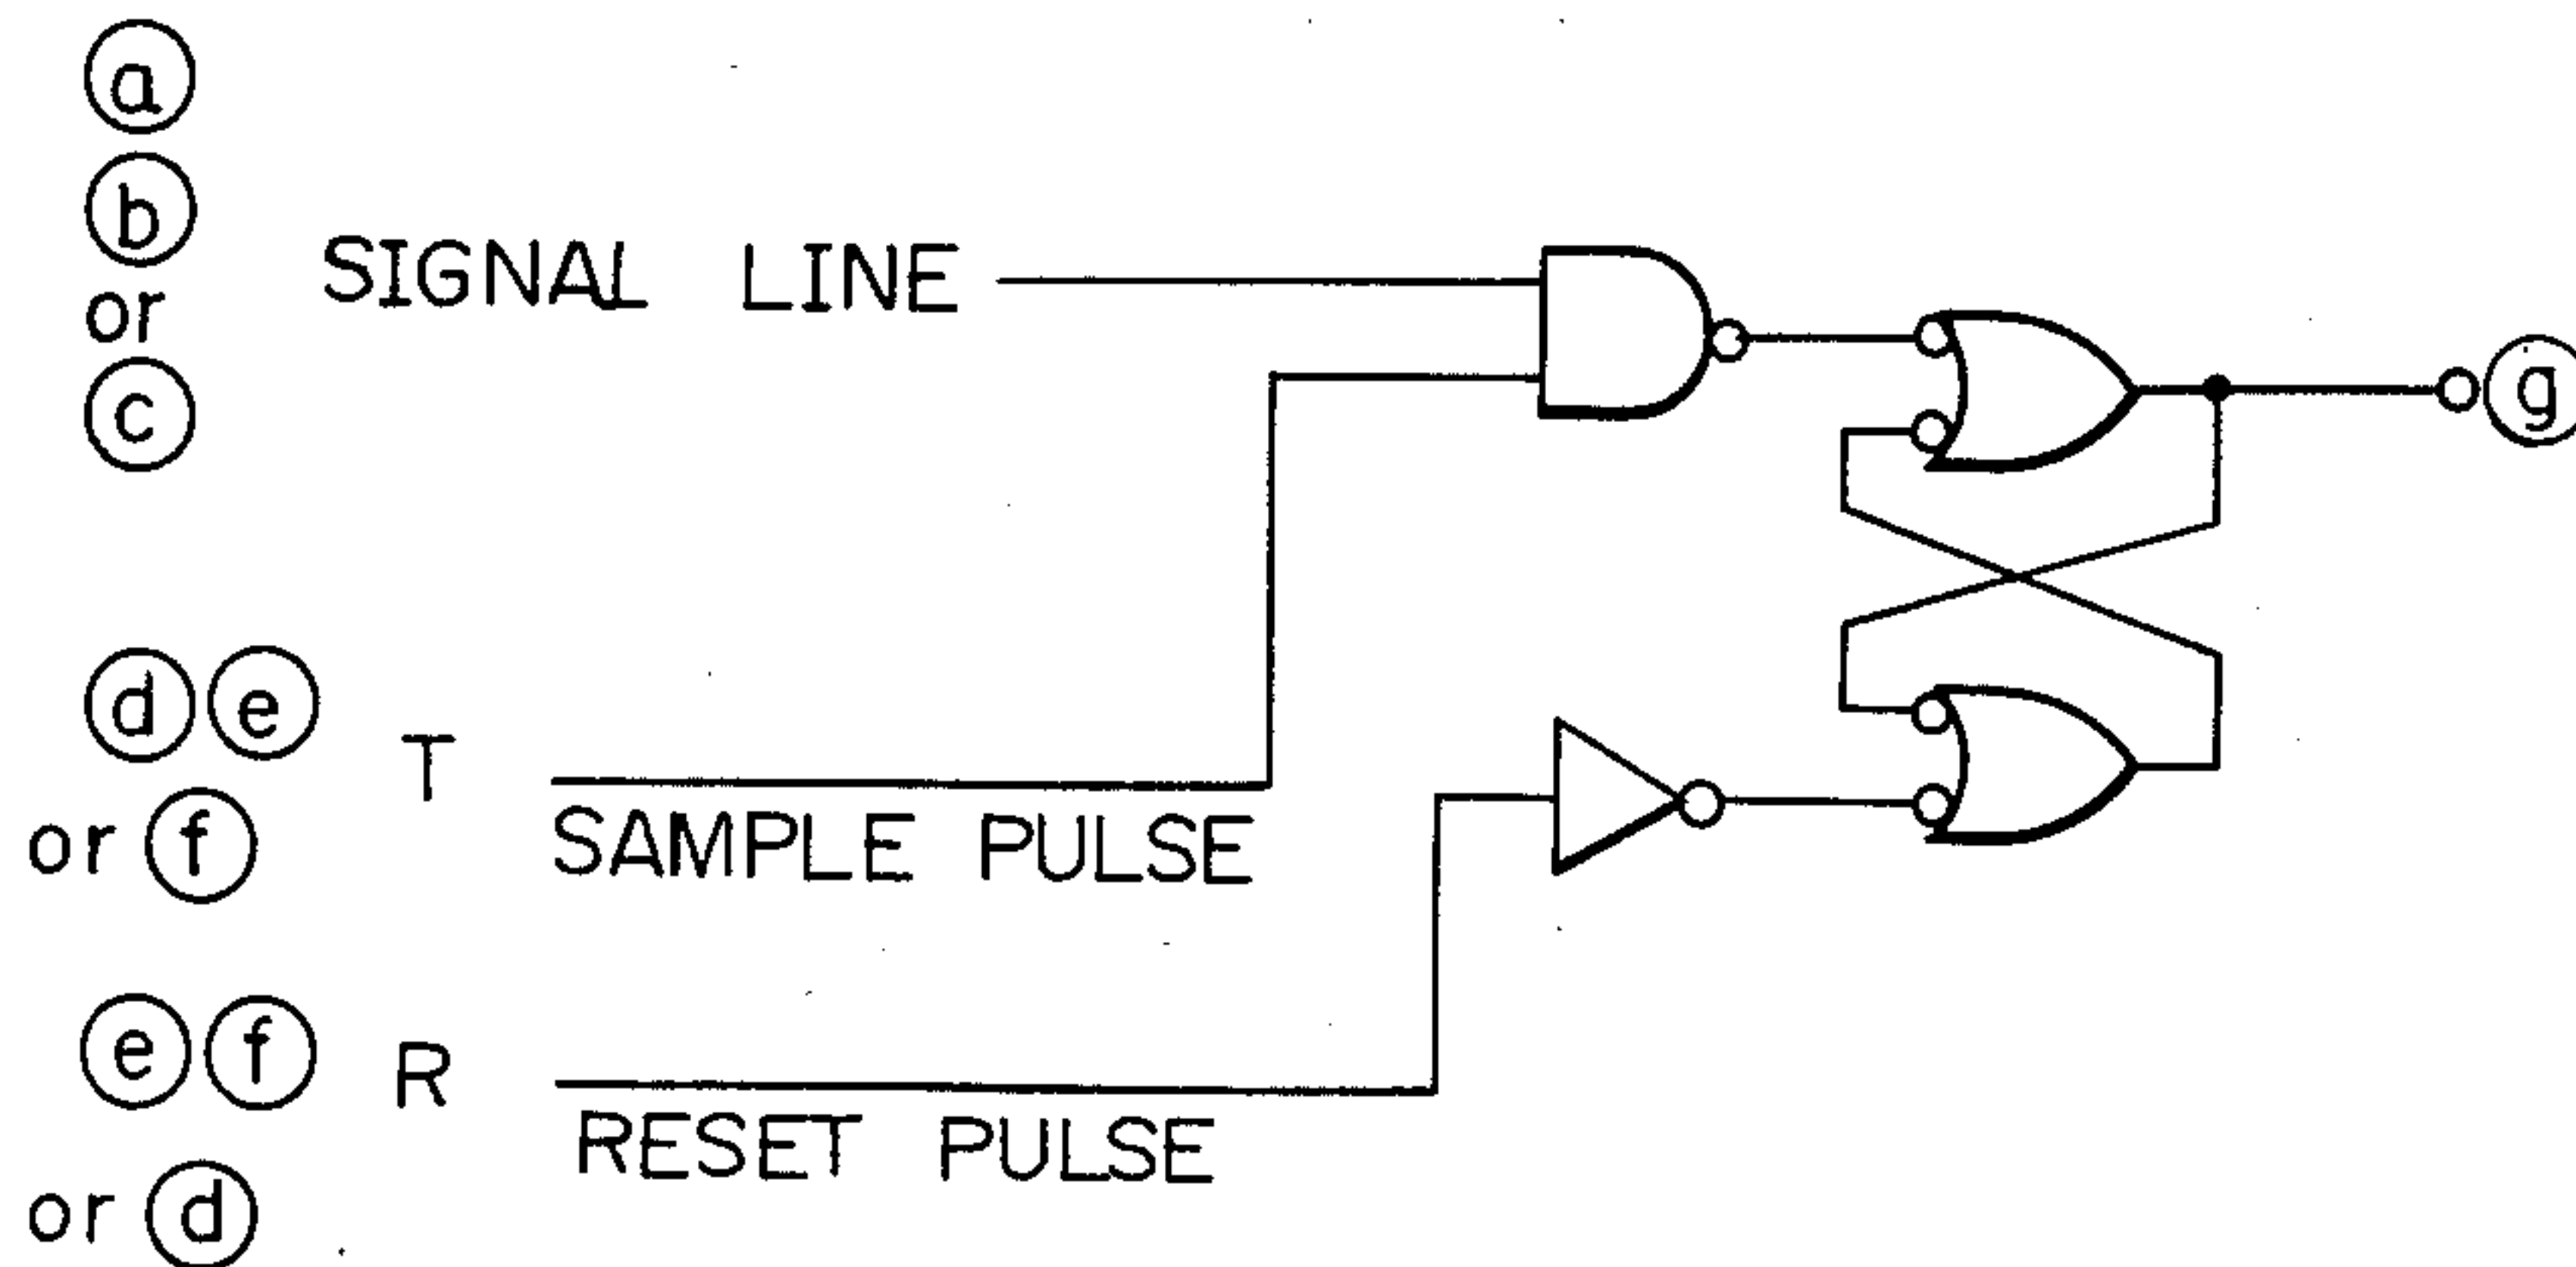 a
b
or
c
SIGNAL LINE
g
d e
or f
T
SAMPLE PULSE
e f
or d
R
RESET PULSE